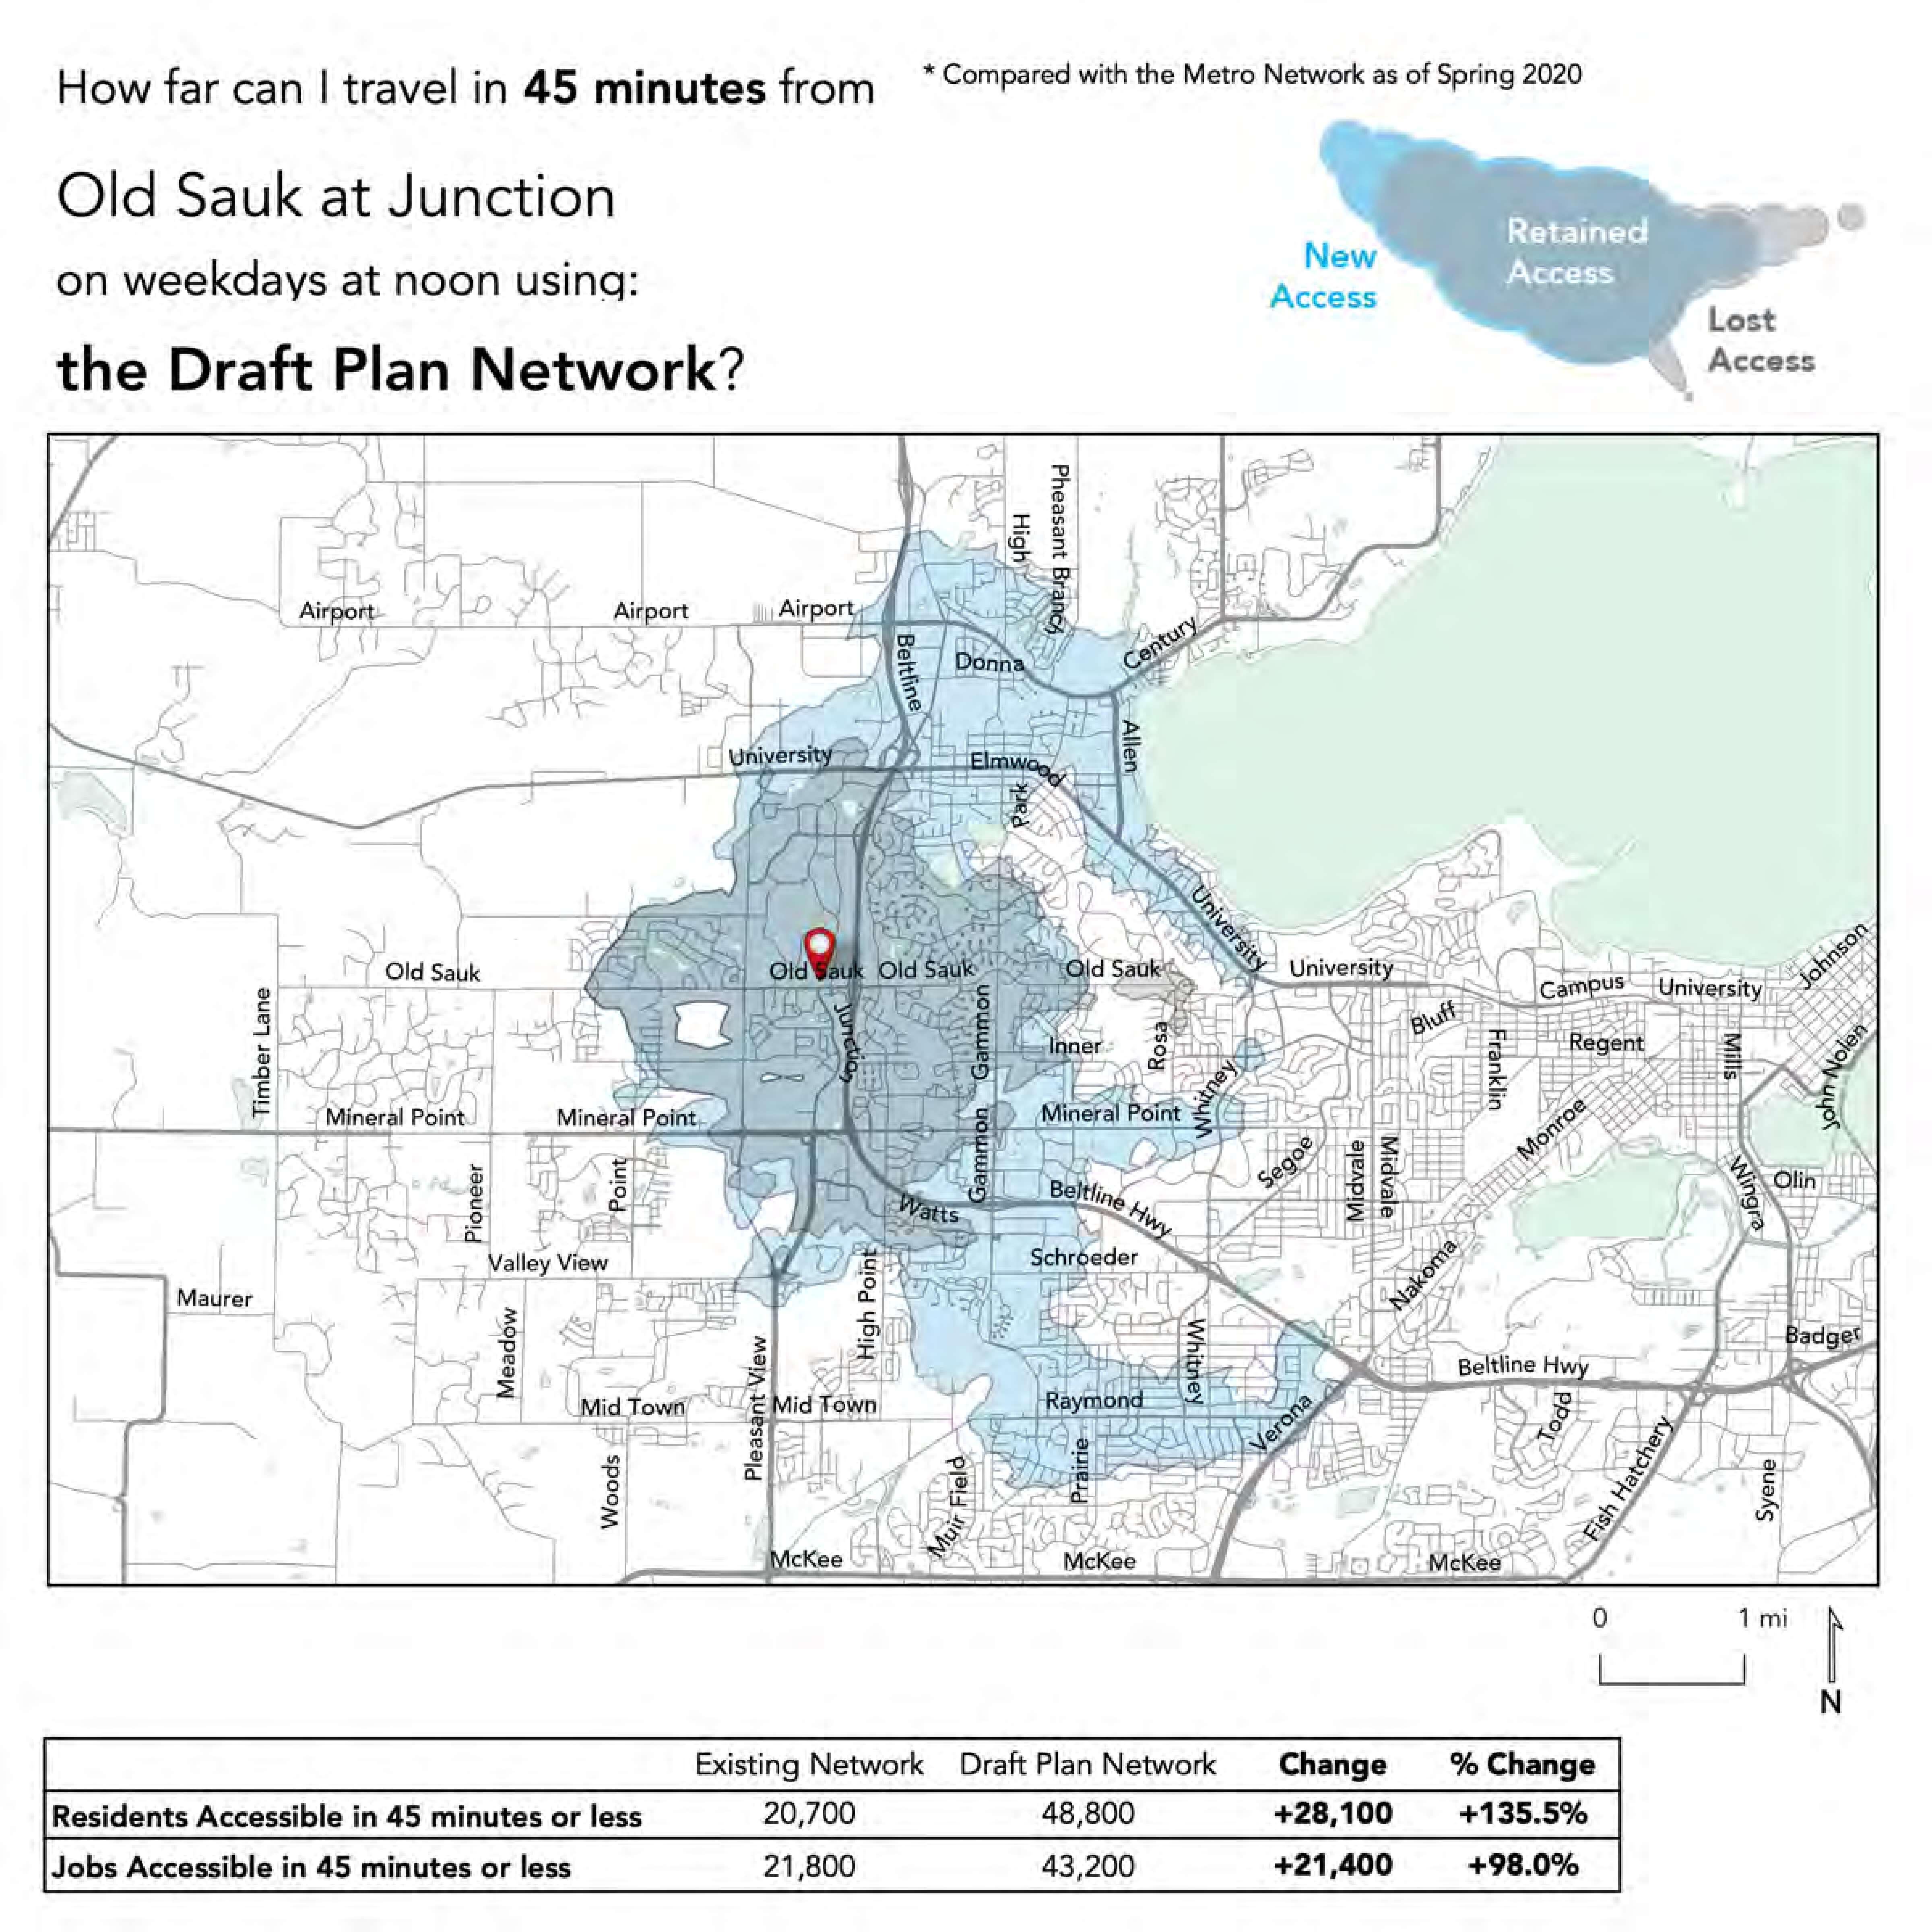 How far can I travel in 45 minutes from
* Compared with the Metro Network as of Spring 2020
Old Sauk at Junction
on weekdays at noon using:
the Draft Plan Network?
New
Access
Retained
Access
Lost
Access
High
Pheasant Branch
Airport
Airport
Airport
Beltline
Donna
Century
Allen
University
Elmwood
Park
University
Old Sauk
Old Sauk
Old Sauk
Old Sauk
University
Campus
University
Johnson
Timber Lane
Junction
Gammon
Inner
Rosa
Bluff
Franklin
Regent
Mills
John Nolen
Mineral Point
Mineral Point
Gammon
Mineral Point
Whitney
Monroe
Pioneer
Point
Watts
Beltline Hwy
Segoe
Midvale
Midvale
Wingra
Olin
Valley View
High Point
Schroeder
Nakoma
Maurer
Meadow
Pleasant View
Whitney
Beltline Hwy
Badger
Mid Town
Mid Town
Raymond
Verona
Todd
Woods
Muir Field
Prairie
Fish Hatchery
Syene
McKee
McKee
McKee
0 1 mi
N
Existing Network Draft Plan Network Change % Change
Residents Accessible in 45 minutes or less 20,700 48,800 +28,100 +135.5%
Jobs Accessible in 45 minutes or less 21,800 43,200 +21,400 +98.0%